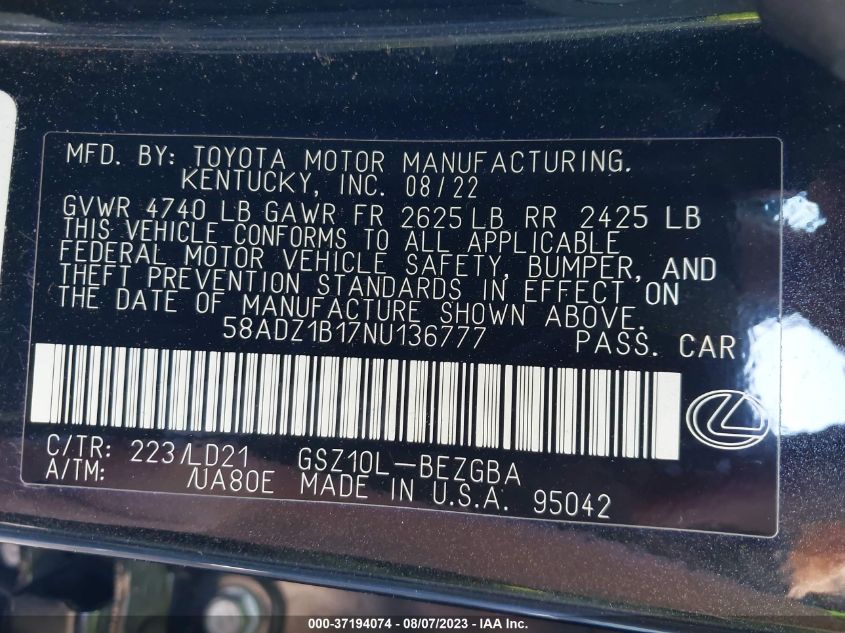 MFD. BY: TOYOTA MOTOR MANUFACTURING.
KENTUCKY, INC. 08/22
GVWR 4740 LB GAWR FR 2625 LB RR 2425 LB
THIS VEHICLE CONFORMS TO ALL APPLICABLE
FEDERAL MOTOR VEHICLE SAFETY, BUMPER, AND
THEFT PREVENTION STANDARDS IN EFFECT ON
THE DATE OF MANUFACTURE SHOWN ABOVE.
58ADZ1B17NU136777 PASS. CAR
C/TR: 223/LD21 GSZ10L-BEZGBA
A/TM: /UA80E MADE IN U.S.A. 95042
000-37194074 - 08/07/2023 - IAA Inc.